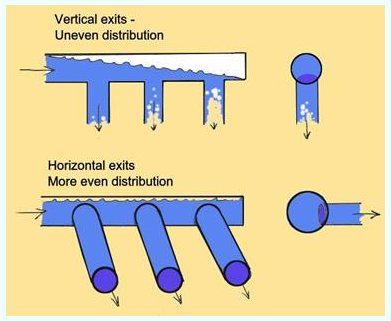 Vertical exits -
Uneven distribution
Horizontal exits
More even distribution